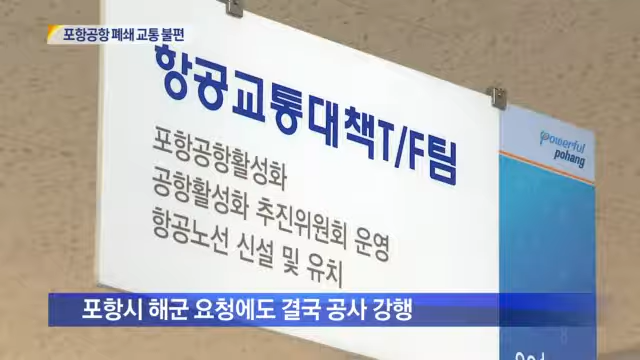 포항공항 폐쇄 교통 불편
항공교통대책T/F팀
포항공항활성화
공항활성화 추진위원회 운영
항공노선 신설 및 유치
powerful
pohang
포항시 해군 요청에도 결국 공사 강행